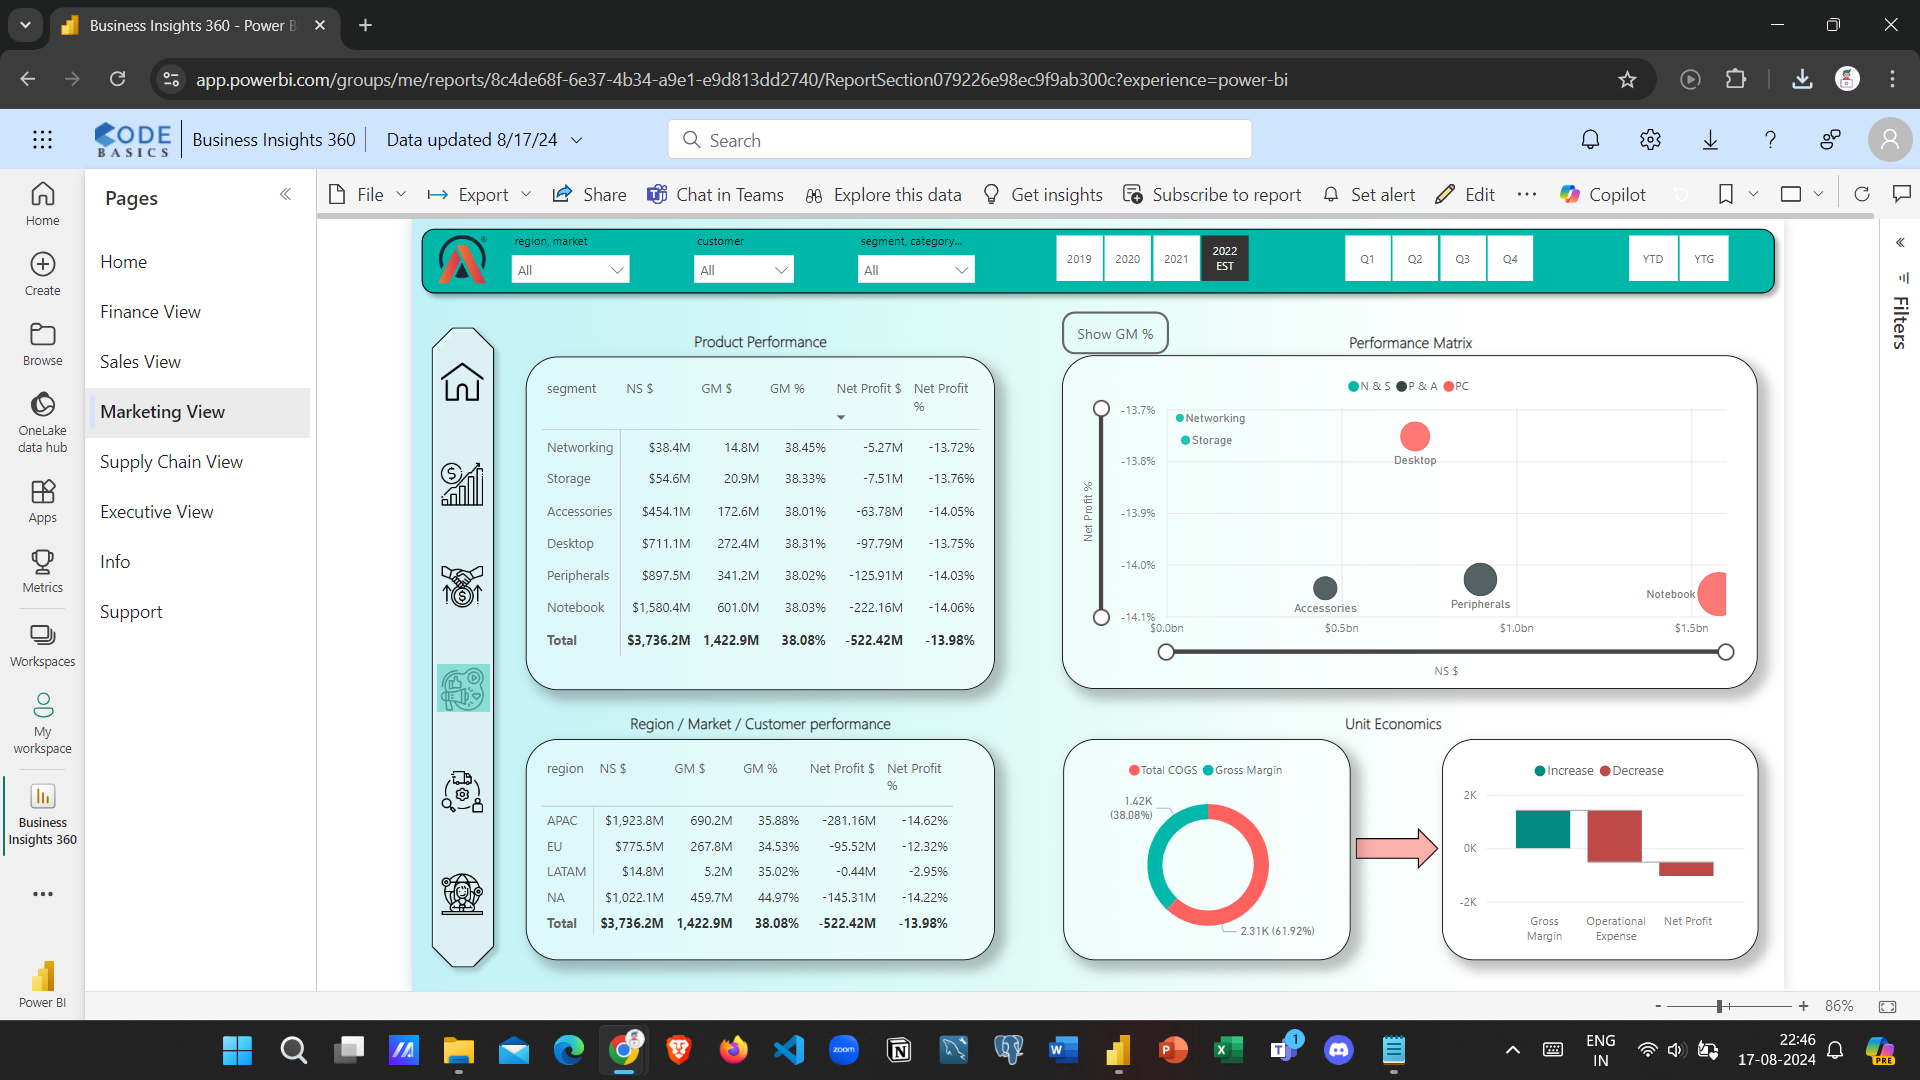 Business Insights 360 - Power B
app.powerbi.com/groups/me/reports/8c4de68f-6e37-4b34-a9e1-e9d813dd2740/ReportSection079226e98ec9f9ab300c?experience=power-bi
CODE BASICS
Business Insights 360
Data updated 8/17/24
Search
File
Export
Share
Chat in Teams
Explore this data
Get insights
Subscribe to report
Set alert
Edit
Copilot
Home
Create
Browse
OneLake
data hub
Apps
Metrics
Workspaces
My
workspace
Business
Insights 360
Power BI
Pages
Home
Finance View
Sales View
Marketing View
Supply Chain View
Executive View
Info
Support
region, market
All
customer
All
segment, category...
All
2019
2020
2021
2022
EST
Q1
Q2
Q3
Q4
YTD
YTG
Filters
Product Performance
segment NS $ GM $ GM % Net Profit $ Net Profit
%
Networking $38.4M 14.8M 38.45% -5.27M -13.72%
Storage $54.6M 20.9M 38.33% -7.51M -13.76%
Accessories $454.1M 172.6M 38.01% -63.78M -14.05%
Desktop $711.1M 272.4M 38.31% -97.79M -13.75%
Peripherals $897.5M 341.2M 38.02% -125.91M -14.03%
Notebook $1,580.4M 601.0M 38.03% -222.16M -14.06%
Total $3,736.2M 1,422.9M 38.08% -522.42M -13.98%
Show GM %
Performance Matrix
N & S P & A PC
Net Profit %
-13.7%
-13.8%
-13.9%
-14.0%
-14.1%
Networking
Storage
Desktop
Accessories
Peripherals
Notebook
$0.0bn $0.5bn $1.0bn $1.5bn
NS $
Region / Market / Customer performance
region NS $ GM $ GM % Net Profit $ Net Profit
%
APAC $1,923.8M 690.2M 35.88% -281.16M -14.62%
EU $775.5M 267.8M 34.53% -95.52M -12.32%
LATAM $14.8M 5.2M 35.02% -0.44M -2.95%
NA $1,022.1M 459.7M 44.97% -145.31M -14.22%
Total $3,736.2M 1,422.9M 38.08% -522.42M -13.98%
Unit Economics
Total COGS Gross Margin
1.42K
(38.08%)
2.31K (61.92%)
Increase Decrease
2K
0K
-2K
Gross
Margin
Operational
Expense
Net Profit
- + 86%
zoom
1
ENG
IN
22:46
17-08-2024
PRE